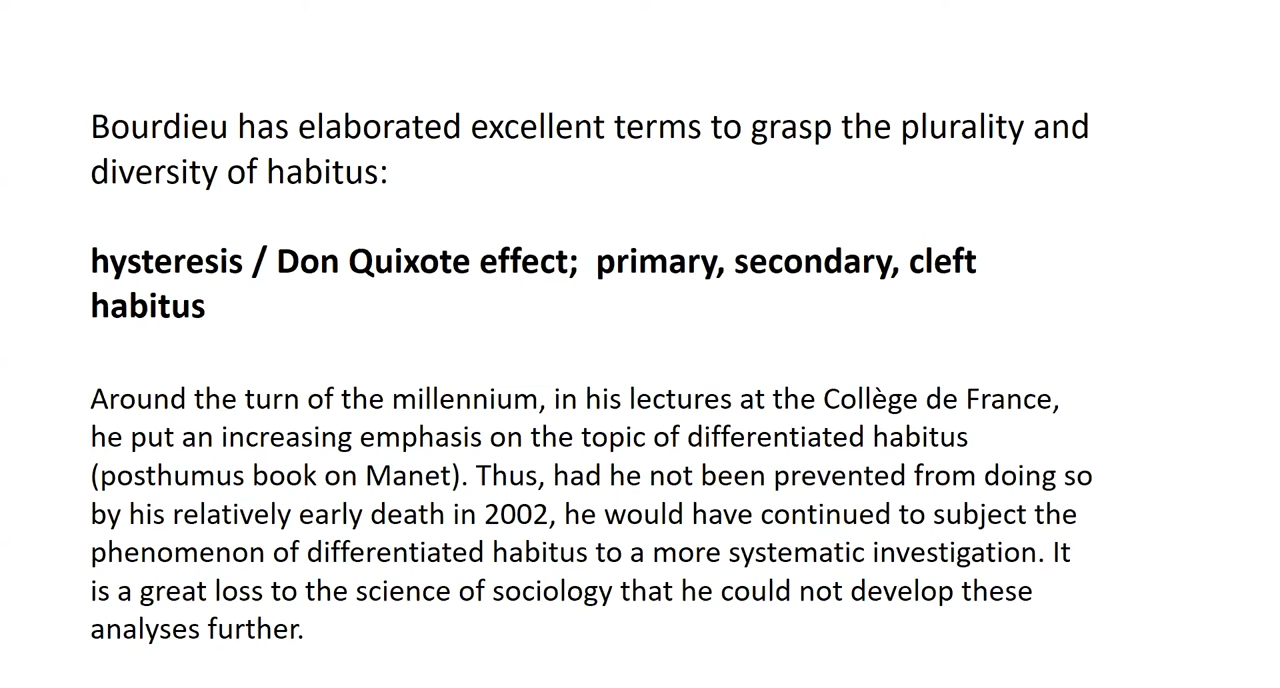 Bourdieu has elaborated excellent terms to grasp the plurality and
diversity of habitus:
hysteresis / Don Quixote effect;  primary, secondary, cleft
habitus
Around the turn of the millennium, in his lectures at the Collège de France,
he put an increasing emphasis on the topic of differentiated habitus
(posthumus book on Manet). Thus, had he not been prevented from doing so
by his relatively early death in 2002, he would have continued to subject the
phenomenon of differentiated habitus to a more systematic investigation. It
is a great loss to the science of sociology that he could not develop these
analyses further.